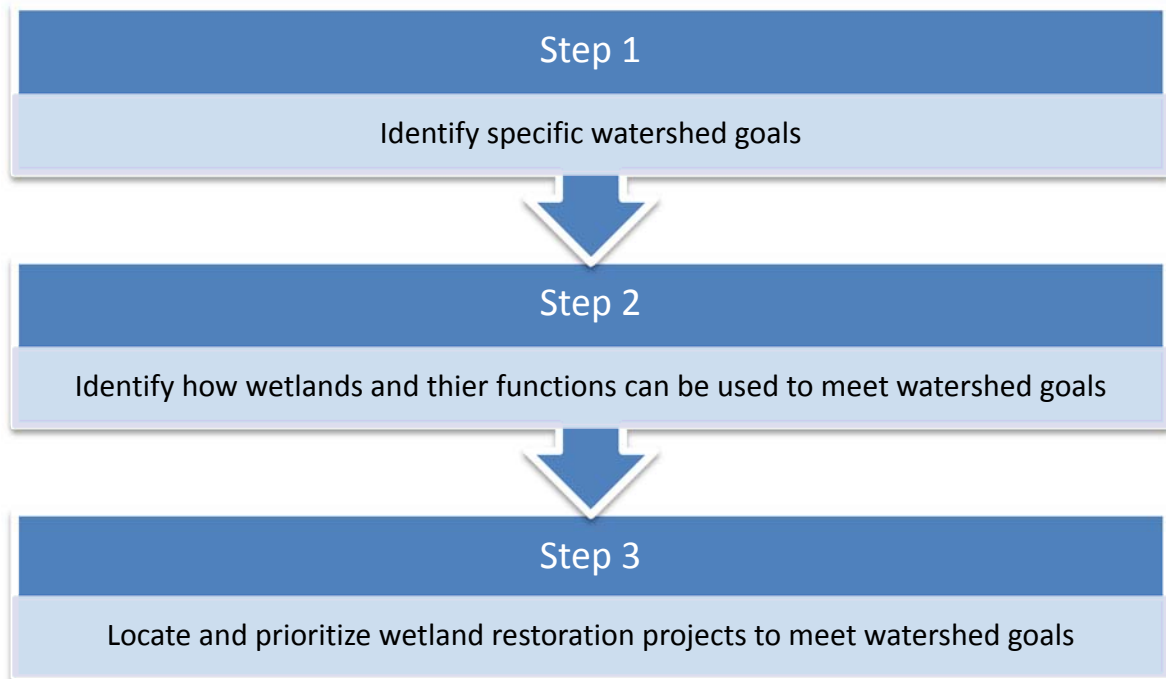 Step 1
Identify specific watershed goals
Step 2
Identify how wetlands and thier functions can be used to meet watershed goals
Step 3
Locate and prioritize wetland restoration projects to meet watershed goals